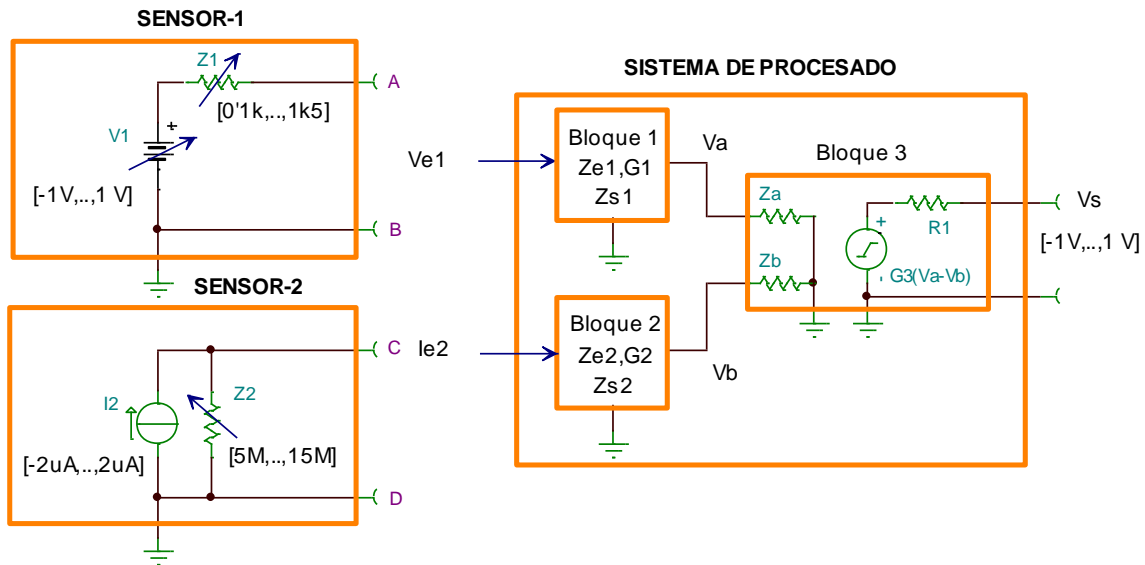 SENSOR-1
Z1
[0'1k,..,1k5]
A
V1
+
[-1V,..,1 V]
B
SENSOR-2
C
I2
Z2
[-2uA,..,2uA]
[5M,..,15M]
D
Ve1
Ie2
SISTEMA DE PROCESADO
Bloque 1
Ze1,G1
Zs1
Va
Bloque 3
Za
Zb
+
R1
- G3(Va-Vb)
Vs
[-1V,..,1 V]
Bloque 2
Ze2,G2
Zs2
Vb